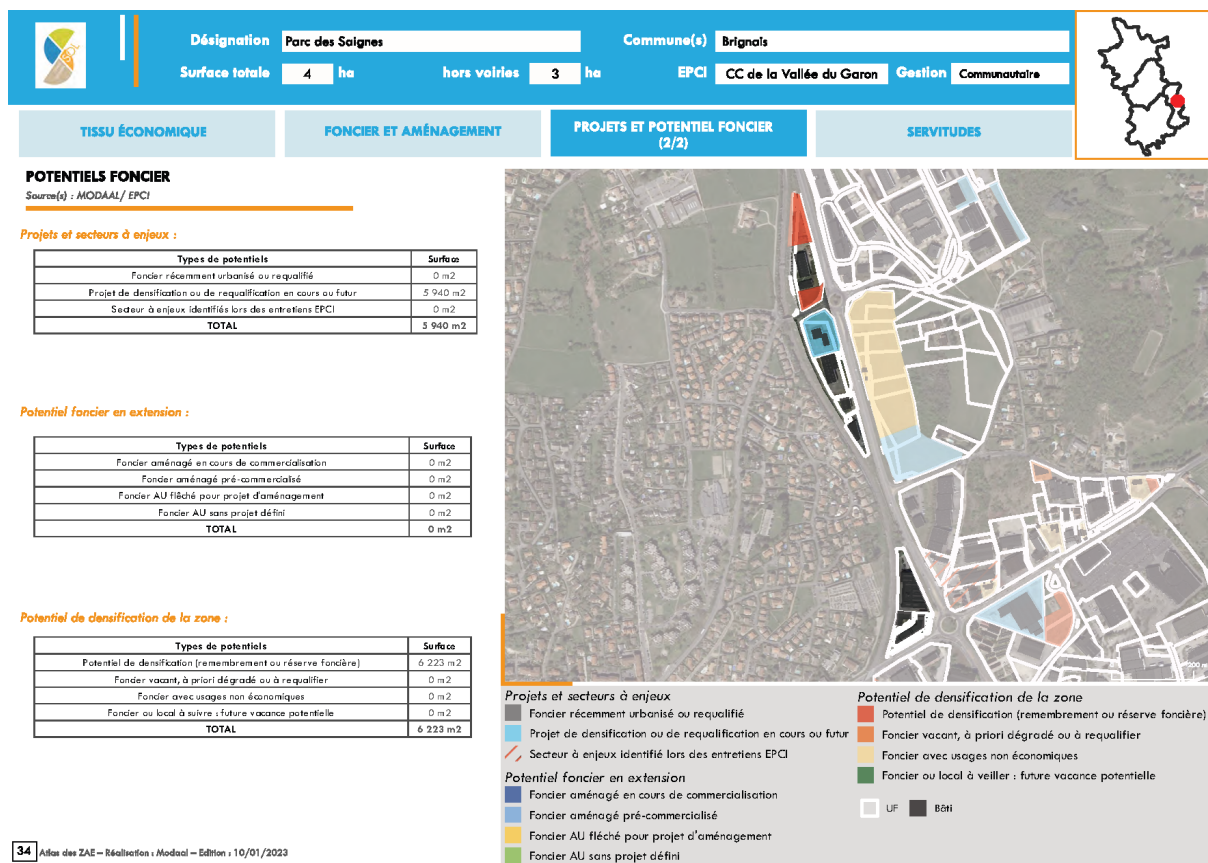 Désignation Parc des Saignes Commune(s) Brignais
Surface totale 4 ha hors voiries 3 ha EPCI CC de la Vallée du Garon Gestion Communautaire
TISSU ÉCONOMIQUE
FONCIER ET AMÉNAGEMENT
PROJETS ET POTENTIEL FONCIER
(2/2)
SERVITUDES
POTENTIELS FONCIER
Source(s) : MODAAL/ EPCI
Projets et secteurs à enjeux :
Types de potentiels Surface
Foncier récemment urbanisé ou requalifié 0 m2
Projet de densification ou de requalification en cours ou futur 5 940 m2
Secteur à enjeux identifiés lors des entretiens EPCI 0 m2
TOTAL 5 940 m2
Potentiel foncier en extension :
Types de potentiels Surface
Foncier aménagé en cours de commercialisation 0 m2
Foncier aménagé pré-commercialisé 0 m2
Foncier AU flêché pour projet d'aménagement 0 m2
Foncier AU sans projet défini 0 m2
TOTAL 0 m2
Potentiel de densification de la zone :
Types de potentiels Surface
Potentiel de densification (remembrement ou réserve foncière) 6 223 m2
Foncier vacant, à priori dégradé ou à requalifier 0 m2
Foncier avec usages non économiques 0 m2
Foncier ou local à suivre : future vacance potentielle 0 m2
TOTAL 6 223 m2
200 m
Projets et secteurs à enjeux
Foncier récemment urbanisé ou requalifié
Projet de densification ou de requalification en cours ou futur
Secteur à enjeux identifié lors des entretiens EPCI
Potentiel foncier en extension
Foncier aménagé en cours de commercialisation
Foncier aménagé pré-commercialisé
Foncier AU fléché pour projet d'aménagement
Foncier AU sans projet défini
Potentiel de densification de la zone
Potentiel de densification (remembrement ou réserve foncière)
Foncier vacant, à priori dégradé ou à requalifier
Foncier avec usages non économiques
Foncier ou local à veiller : future vacance potentielle
UF Bâti
34 Atlas des ZAE – Réalisation : Modaal – Edition : 10/01/2023